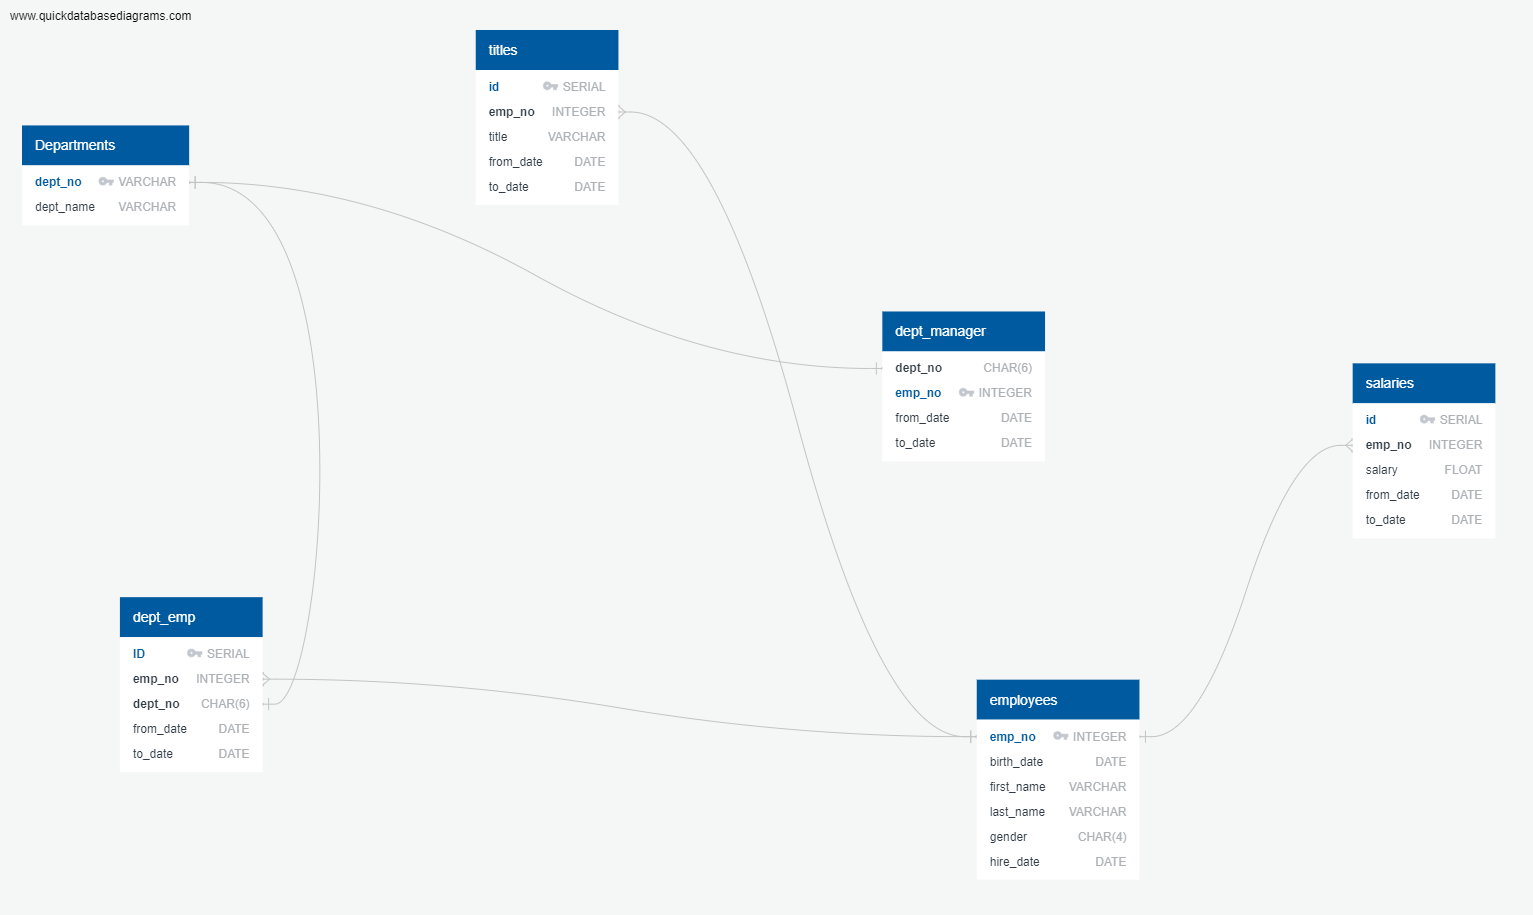 www.quickdatabasediagrams.com
titles
id SERIAL
emp_no INTEGER
title VARCHAR
from_date DATE
to_date DATE
Departments
dept_no VARCHAR
dept_name VARCHAR
dept_manager
dept_no CHAR(6)
emp_no INTEGER
from_date DATE
to_date DATE
salaries
id SERIAL
emp_no INTEGER
salary FLOAT
from_date DATE
to_date DATE
dept_emp
ID SERIAL
emp_no INTEGER
dept_no CHAR(6)
from_date DATE
to_date DATE
employees
emp_no INTEGER
birth_date DATE
first_name VARCHAR
last_name VARCHAR
gender CHAR(4)
hire_date DATE